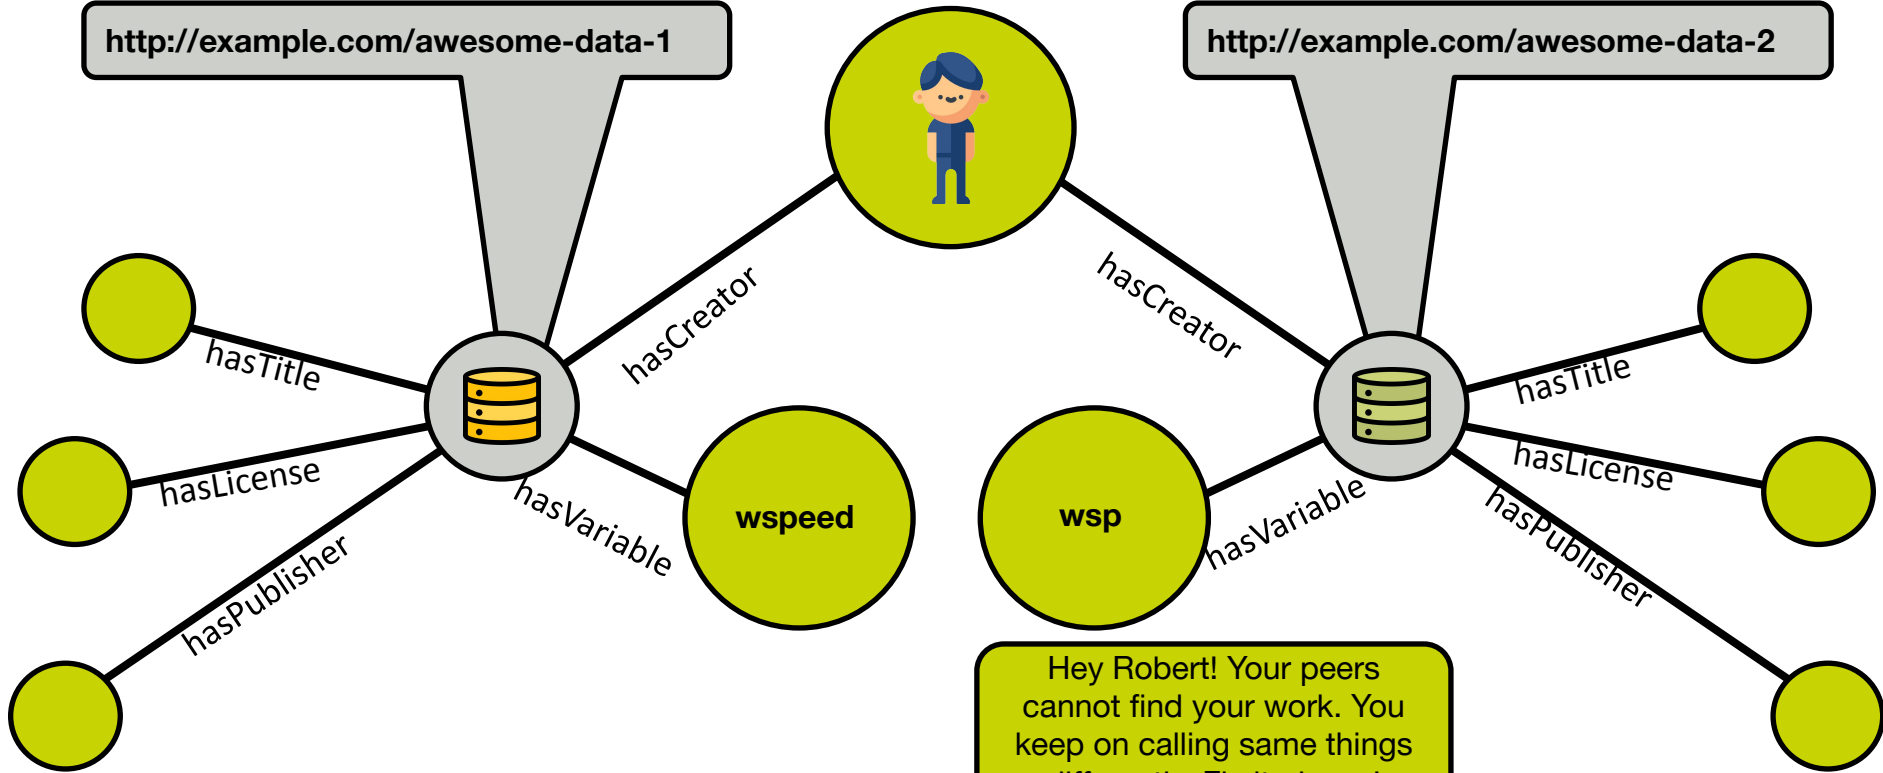 http://example.com/awesome-data-1
http://example.com/awesome-data-2
hasCreator
hasCreator
hasTitle
hasTitle
hasLicense
hasLicense
hasVariable
wspeed
wsp
hasVariable
hasPublisher
hasPublisher
Hey Robert! Your peers
cannot find your work. You
keep on calling same things